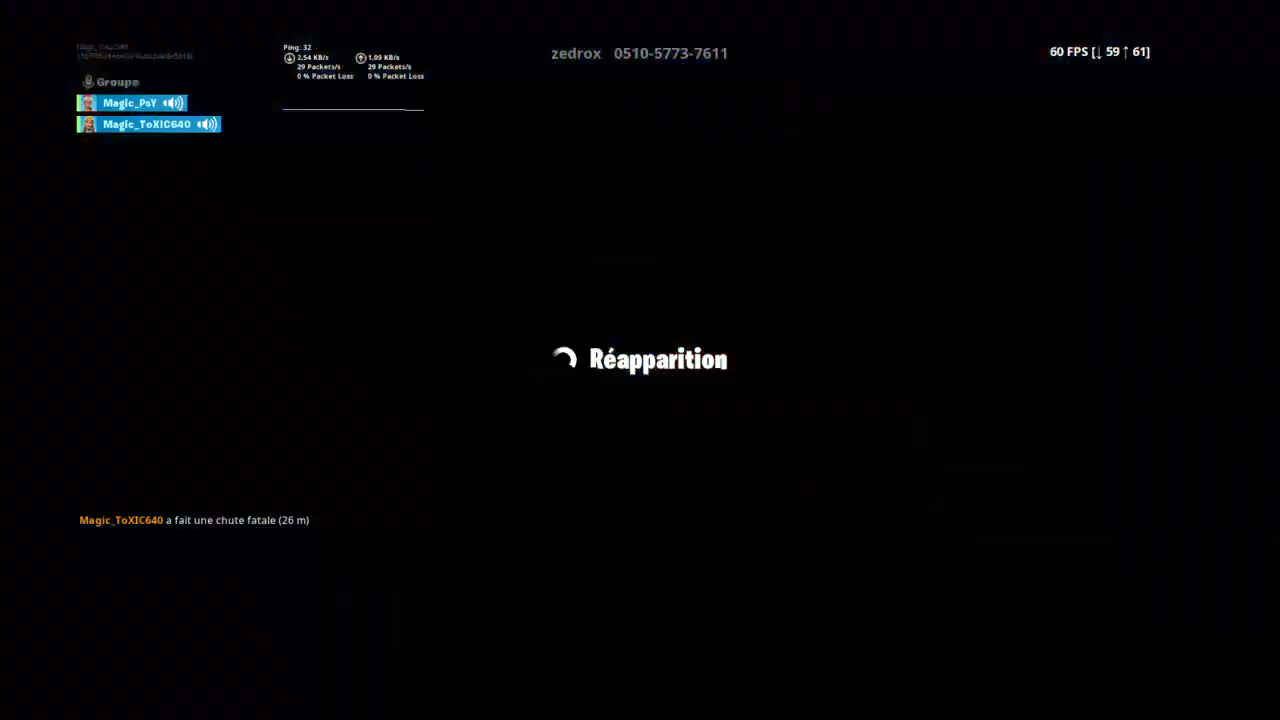 Magic_ToXIC640
Ping: 32
2,54 KB/s
1,09 KB/s
29 Packets/s
29 Packets/s
0 % Packet Loss
0 % Packet Loss
zedrox 0510-5773-7611
60 FPS [↓ 59 ↑ 61]
Groupe
Magic_PsY
Magic_ToXIC640
Réapparition
Magic_ToXIC640 a fait une chute fatale (26 m)